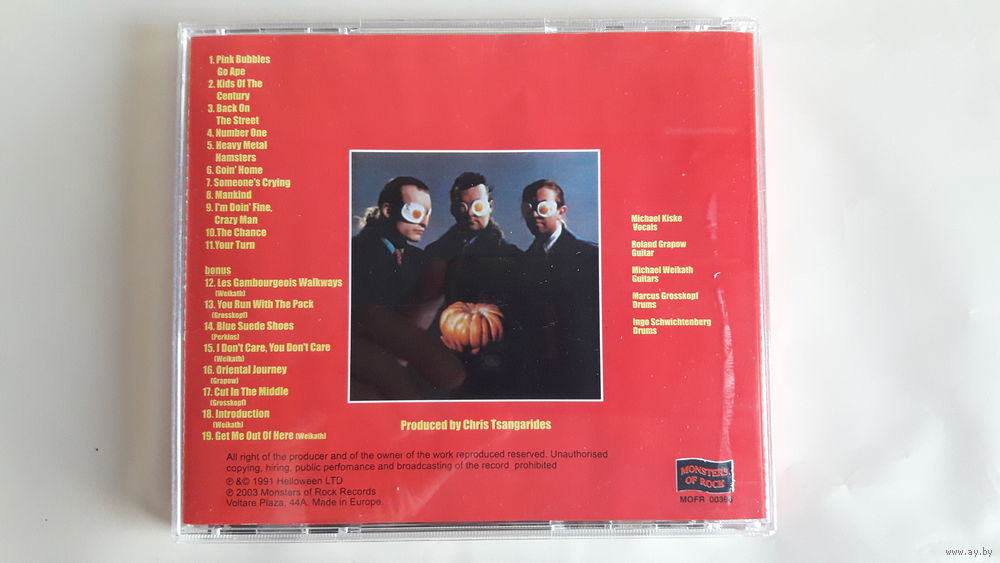 1. Pink Bubbles
Go Ape
2. Kids Of The
Century
3. Back On
The Street
4. Number One
5. Heavy Metal
Hamsters
6. Goin' Home
7. Someone's Crying
8. Mankind
9. I'm Doin' Fine,
Crazy Man
10.The Chance
11.Your Turn
bonus
12. Les Gambourgeois Walkways
(Weikath)
13. You Run With The Pack
(Grosskopf)
14. Blue Suede Shoes
(Perkins)
15. I Don't Care, You Don't Care
(Weikath)
16. Oriental Journey
(Grapow)
17. Cut In The Middle
(Grosskopf)
18. Introduction
(Weikath)
19. Get Me Out Of Here (Weikath)
Michael Kiske
Vocals
Roland Grapow
Guitar
Michael Weikath
Guitars
Marcus Grosskopf
Drums
Ingo Schwichtenberg
Drums
Produced by Chris Tsangarides
All right of the producer and of the owner of the work reproduced reserved. Unauthorised
copying, hiring, public perfomance and broadcasting of the record prohibited
℗ &© 1991 Helloween LTD
℗ 2003 Monsters of Rock Records
Voltare Plaza, 44A. Made in Europe.
MONSTERS
OF ROCK
MOFR
www.ay.by